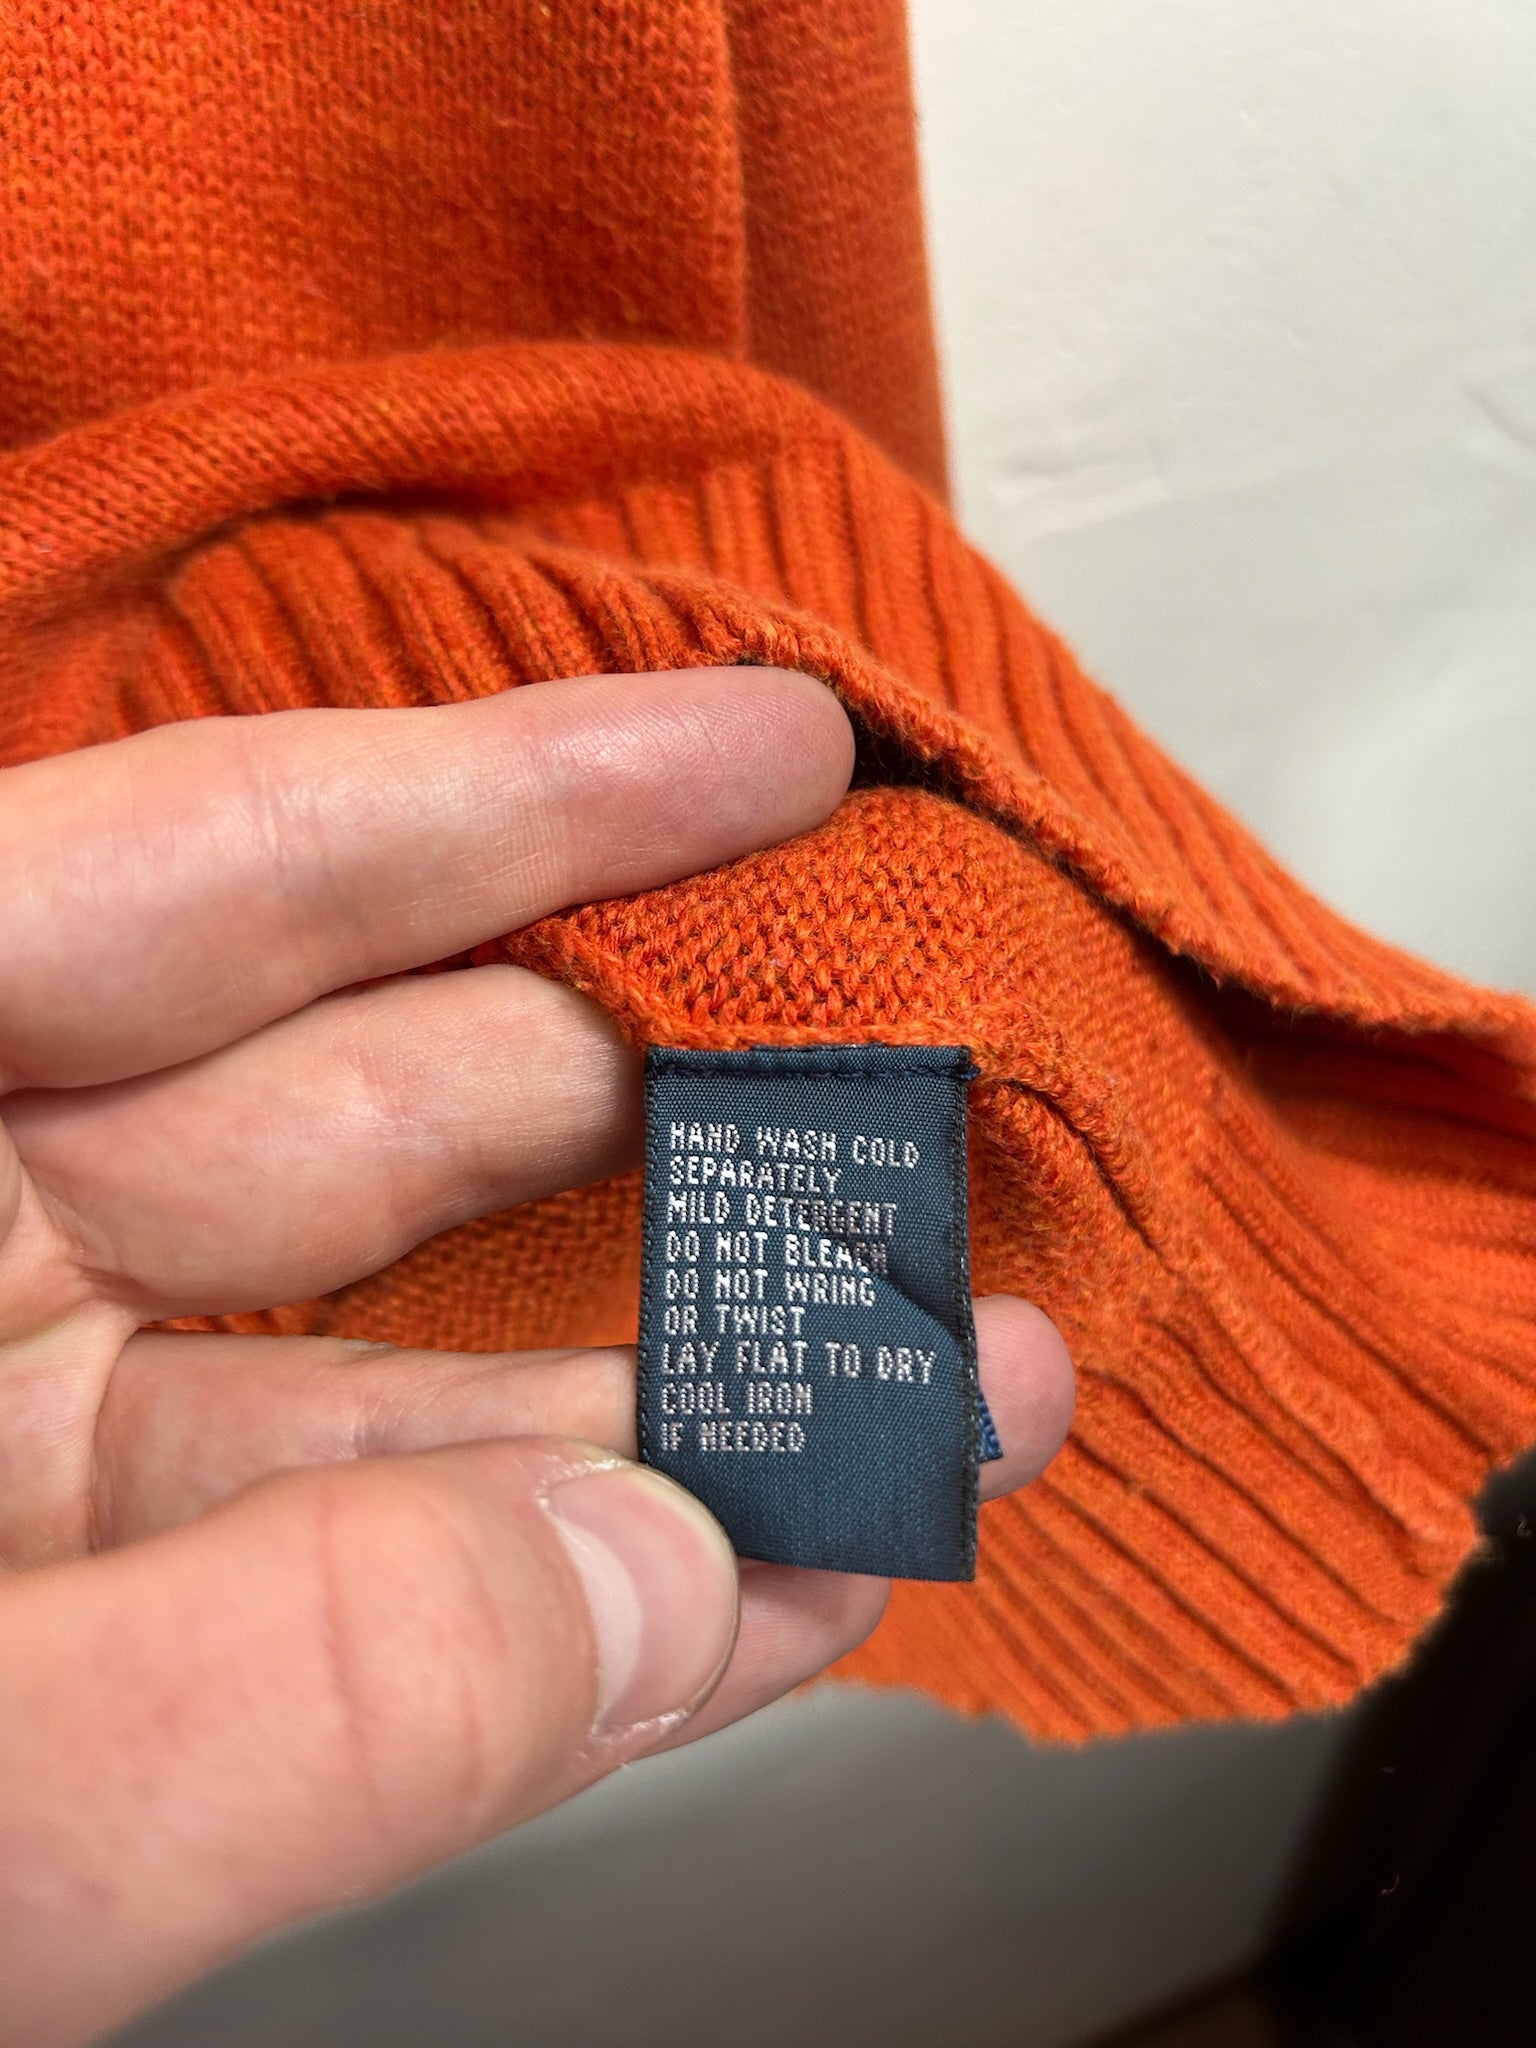 HAND WASH COLD
SEPARATELY
MILD DETERGENT
DO NOT BLEACH
DO NOT WRING
OR TWIST
LAY FLAT TO DRY
COOL IRON
IF NEEDED